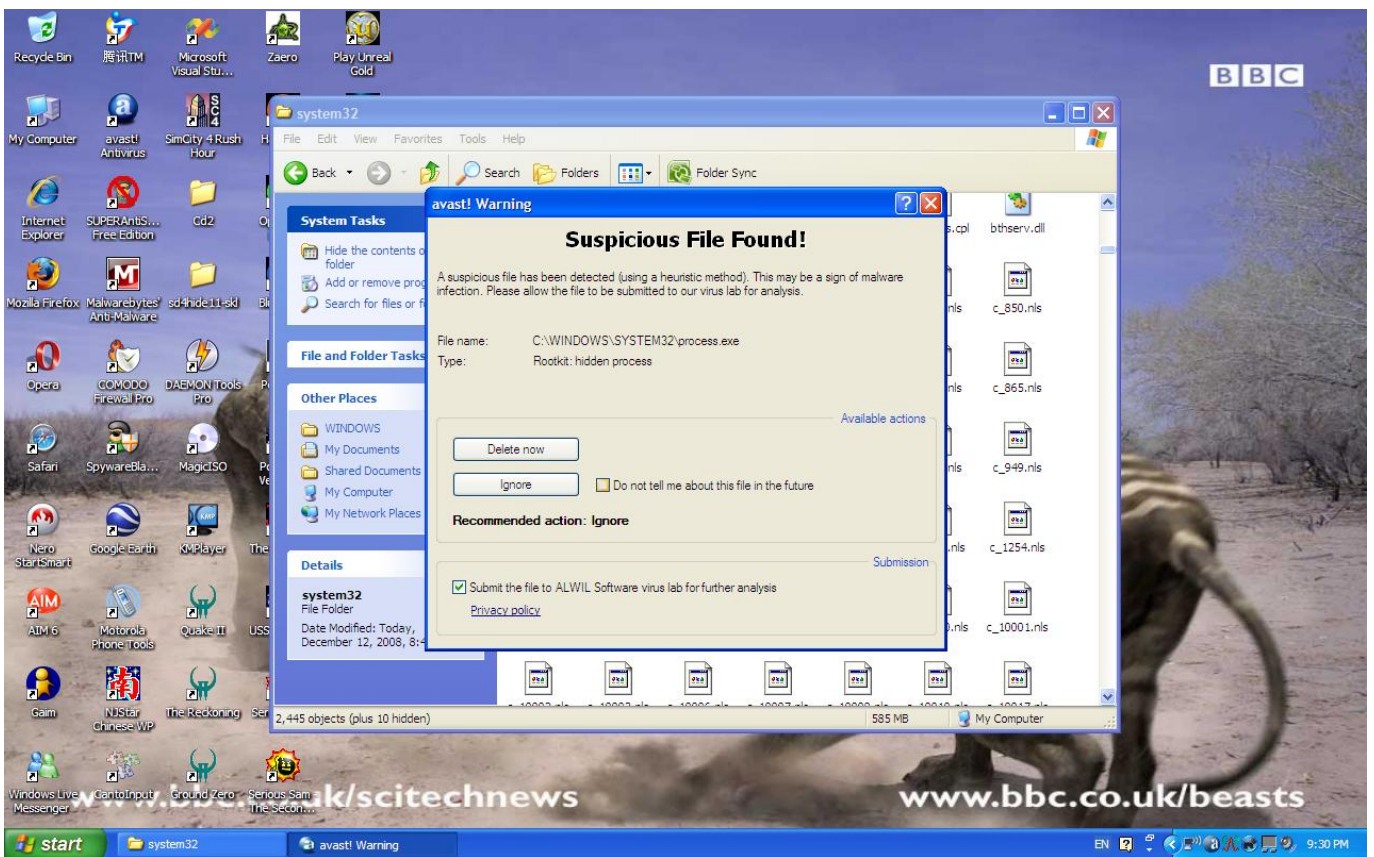 Recycle Bin
腾讯TM
Microsoft Visual Stu...
Zaero
Play Unreal Gold
BBC
My Computer
avast! Antivirus
SimCity 4 Rush Hour
Internet Explorer
SUPERAntiS... Free Edition
Cd2
Mozilla Firefox
Malwarebytes' Anti-Malware
sd4hide11-skl
Opera
COMODO Firewall Pro
DAEMON Tools Pro
Safari
SpywareBla...
MagicISO
Nero StartSmart
Google Earth
KMPlayer
The
AIM 6
Motorola Phone Tools
Quake II
USS
Gaim
NJStar Chinese WP
The Reckoning
Ser
Windows Live Messenger
CantoInput
Ground Zero
Serious Sam - The Secon...
system32
File Edit View Favorites Tools Help
Back
Search
Folders
Folder Sync
System Tasks
Hide the contents o
folder
Add or remove prog
Search for files or f
File and Folder Tasks
Other Places
WINDOWS
My Documents
Shared Documents
My Computer
My Network Places
Details
system32
File Folder
Date Modified: Today,
December 12, 2008, 8:4
s.cpl
bthserv.dll
nls
c_850.nls
nls
c_865.nls
nls
c_949.nls
.nls
c_1254.nls
.nls
c_10001.nls
2,445 objects (plus 10 hidden)
585 MB
My Computer
avast! Warning
Suspicious File Found!
A suspicious file has been detected (using a heuristic method). This may be a sign of malware
infection. Please allow the file to be submitted to our virus lab for analysis.
File name: C:\WINDOWS\SYSTEM32\process.exe
Type: Rootkit: hidden process
Available actions
Delete now
Ignore
Do not tell me about this file in the future
Recommended action: Ignore
Submission
Submit the file to ALWIL Software virus lab for further analysis
Privacy policy
k/scitechnews
www.bbc.co.uk/beasts
start
system32
avast! Warning
EN
9:30 PM